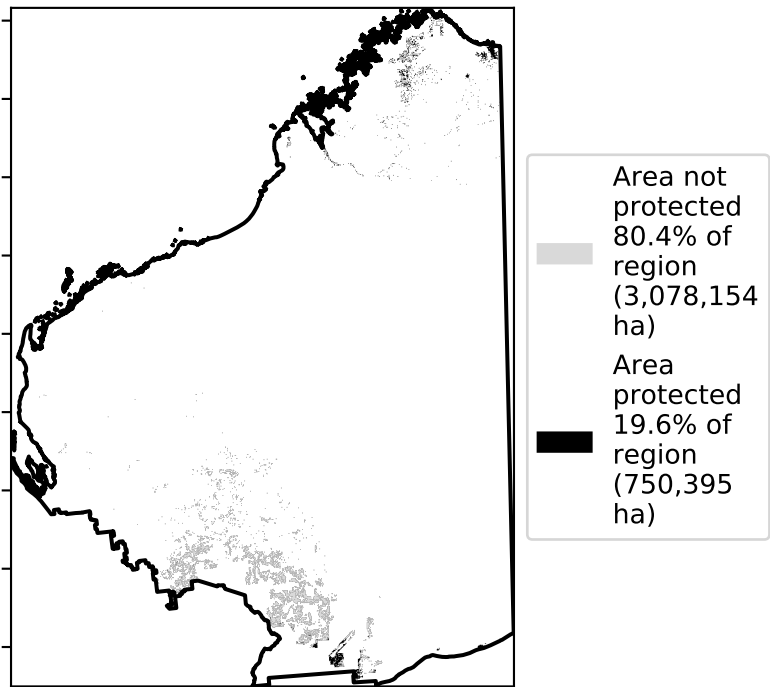 Area not
protected
80.4% of
region
(3,078,154
ha)
Area
protected
19.6% of
region
(750,395
ha)